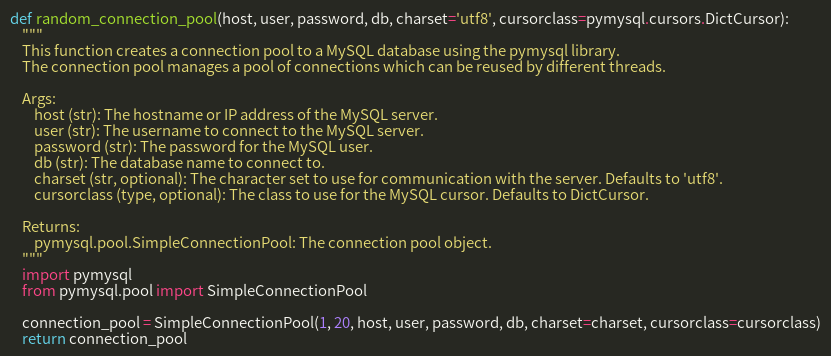 def random_connection_pool(host, user, password, db, charset='utf8', cursorclass=pymysql.cursors.DictCursor):
"""
This function creates a connection pool to a MySQL database using the pymysql library.
The connection pool manages a pool of connections which can be reused by different threads.
Args:
host (str): The hostname or IP address of the MySQL server.
user (str): The username to connect to the MySQL server.
password (str): The password for the MySQL user.
db (str): The database name to connect to.
charset (str, optional): The character set to use for communication with the server. Defaults to 'utf8'.
cursorclass (type, optional): The class to use for the MySQL cursor. Defaults to DictCursor.
Returns:
pymysql.pool.SimpleConnectionPool: The connection pool object.
"""
import pymysql
from pymysql.pool import SimpleConnectionPool
connection_pool = SimpleConnectionPool(1, 20, host, user, password, db, charset=charset, cursorclass=cursorclass)
return connection_pool